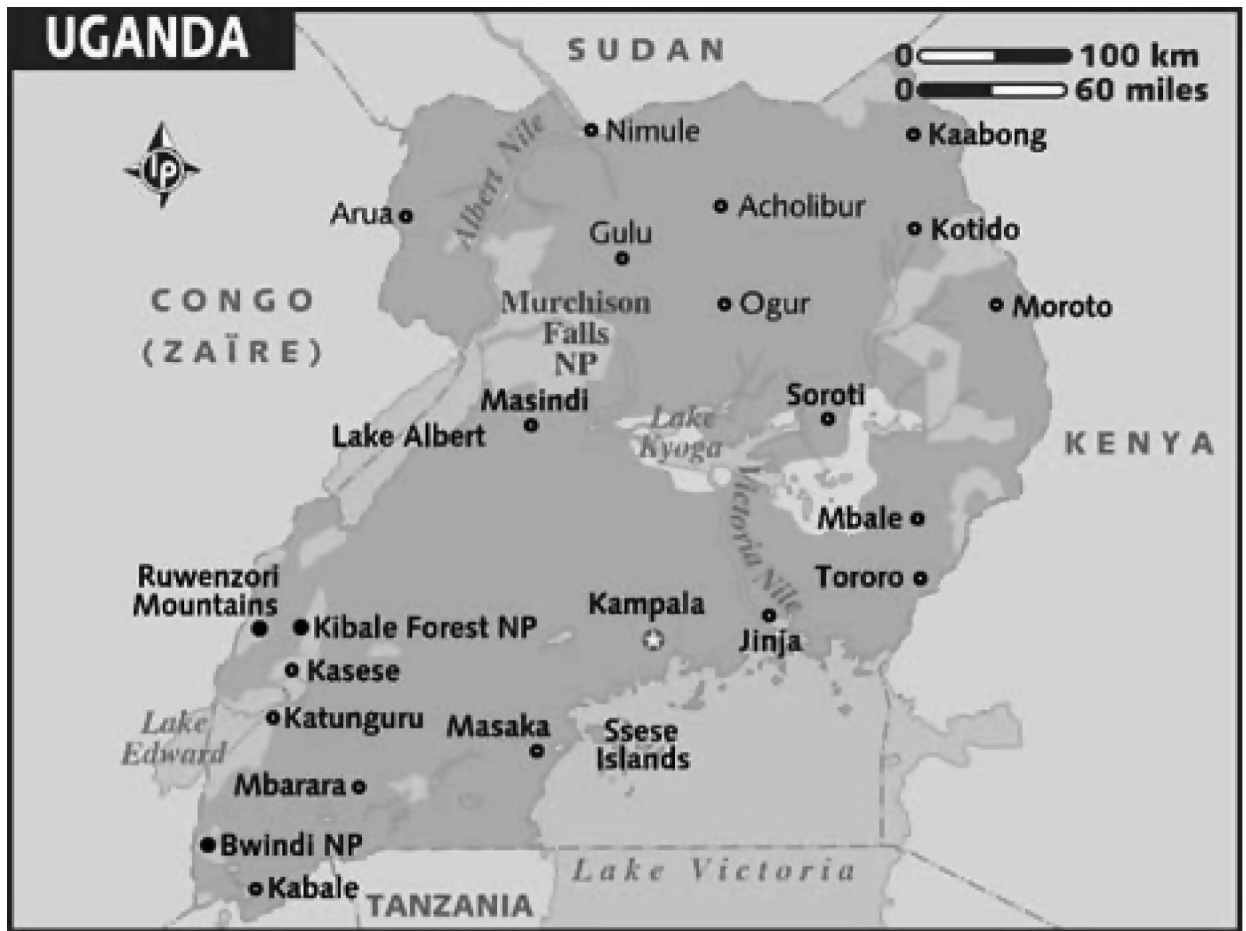 UGANDA
SUDAN
0 100 km
0 60 miles
Nimule
Kaabong
Albert Nile
LP
Arua
Acholibur
Gulu
Kotido
CONGO
(ZAÏRE)
Murchison
Falls
NP
Ogur
Moroto
Masindi
Soroti
Lake Albert
Lake
Kyoga
KENYA
Victoria Nile
Mbale
Ruwenzori
Mountains
Tororo
Kampala
Kibale Forest NP
Jinja
Kasese
Lake
Edward
Katunguru
Masaka
Ssese
Islands
Mbarara
Bwindi NP
Lake Victoria
Kabale
TANZANIA